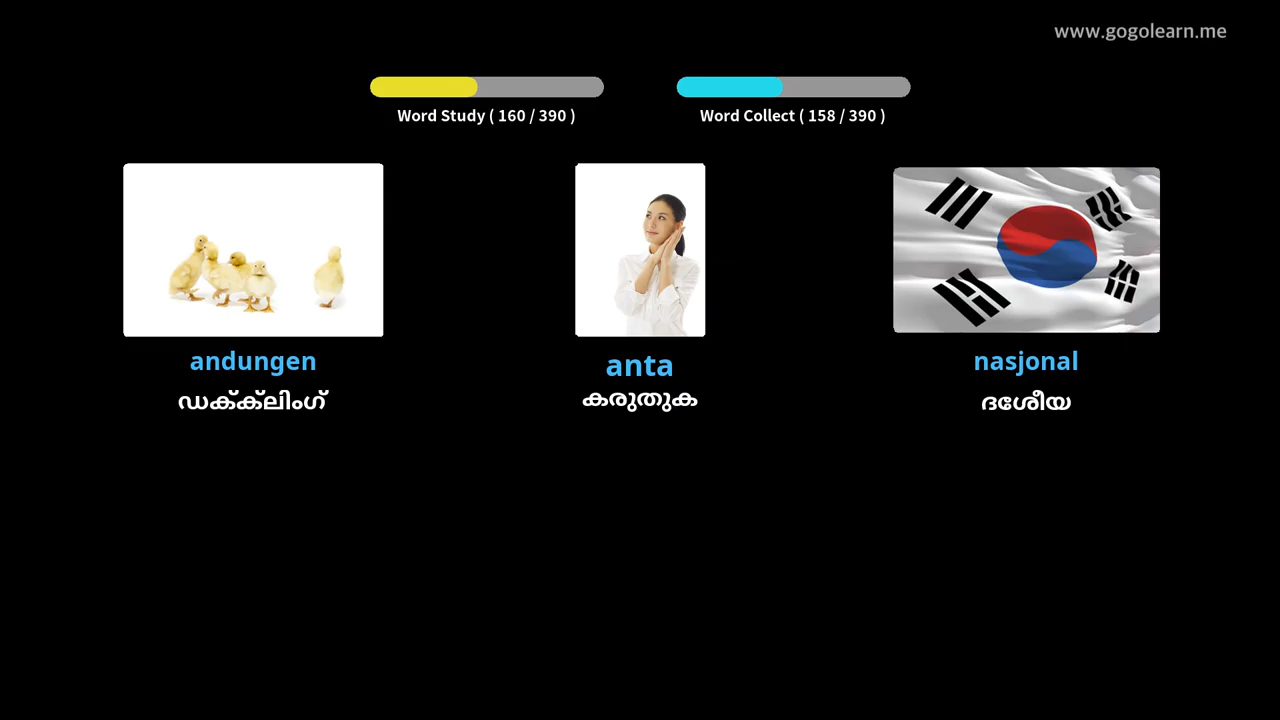 www.gogolearn.me
Word Study ( 160 / 390 )
Word Collect ( 158 / 390 )
andungen
anta
nasjonal
ഡക്ക്ലിംഗ്
കരുതുക
ദേശീയ